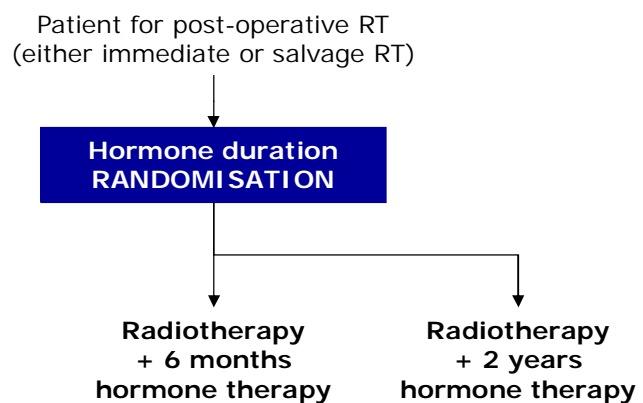 Patient for post-operative RT
(either immediate or salvage RT)
Hormone duration
RANDOMISATION
Radiotherapy
+ 6 months
hormone therapy
Radiotherapy
+ 2 years
hormone therapy